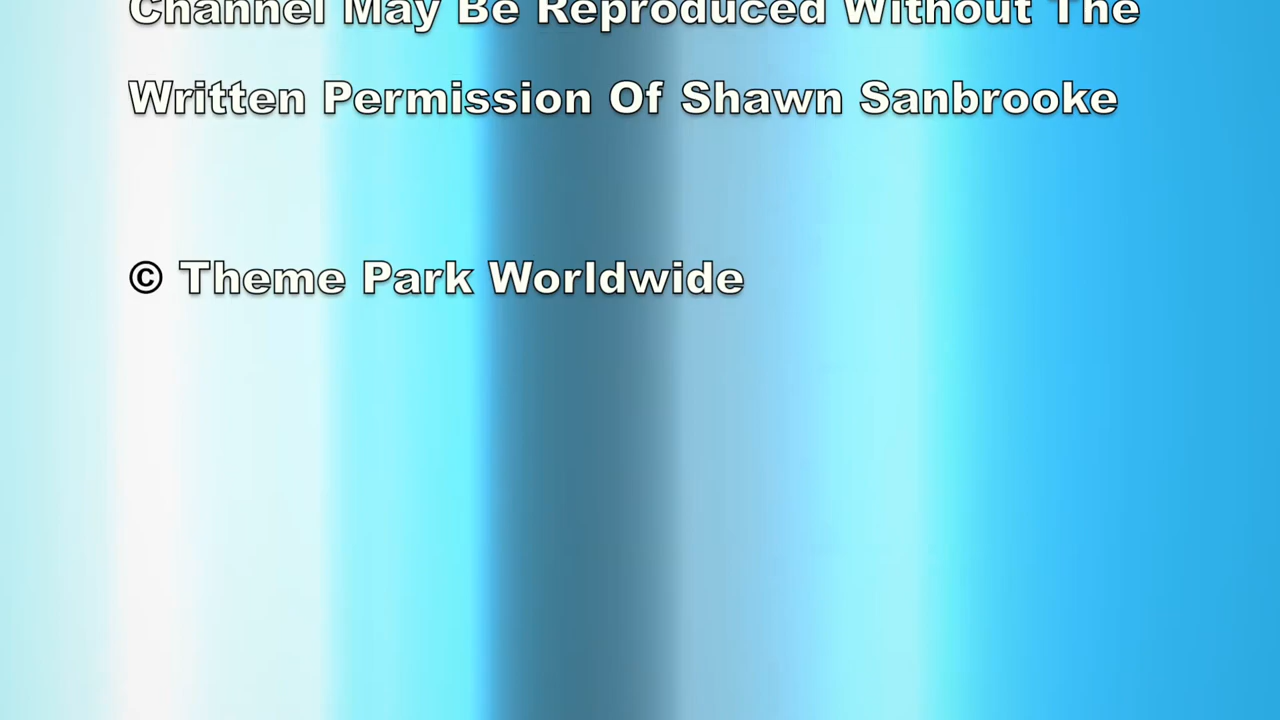 Channel May Be Reproduced Without The
Written Permission Of Shawn Sanbrooke
© Theme Park Worldwide